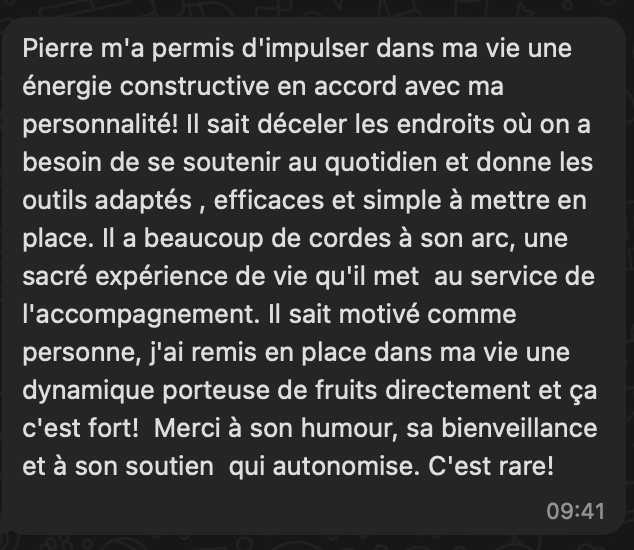 Pierre m'a permis d'impulser dans ma vie une
énergie constructive en accord avec ma
personnalité! Il sait déceler les endroits où on a
besoin de se soutenir au quotidien et donne les
outils adaptés , efficaces et simple à mettre en
place. Il a beaucoup de cordes à son arc, une
sacré expérience de vie qu'il met  au service de
l'accompagnement. Il sait motivé comme
personne, j'ai remis en place dans ma vie une
dynamique porteuse de fruits directement et ça
c'est fort!  Merci à son humour, sa bienveillance
et à son soutien  qui autonomise. C'est rare!
09:41